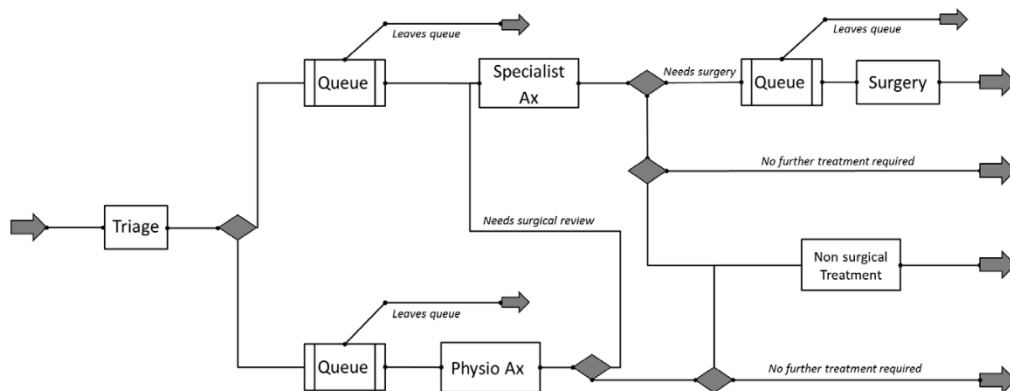 Leaves queue
Leaves queue
Queue
Specialist
Ax
Needs surgery
Queue
Surgery
No further treatment required
Triage
Needs surgical review
Non surgical
Treatment
Leaves queue
Queue
Physio Ax
No further treatment required